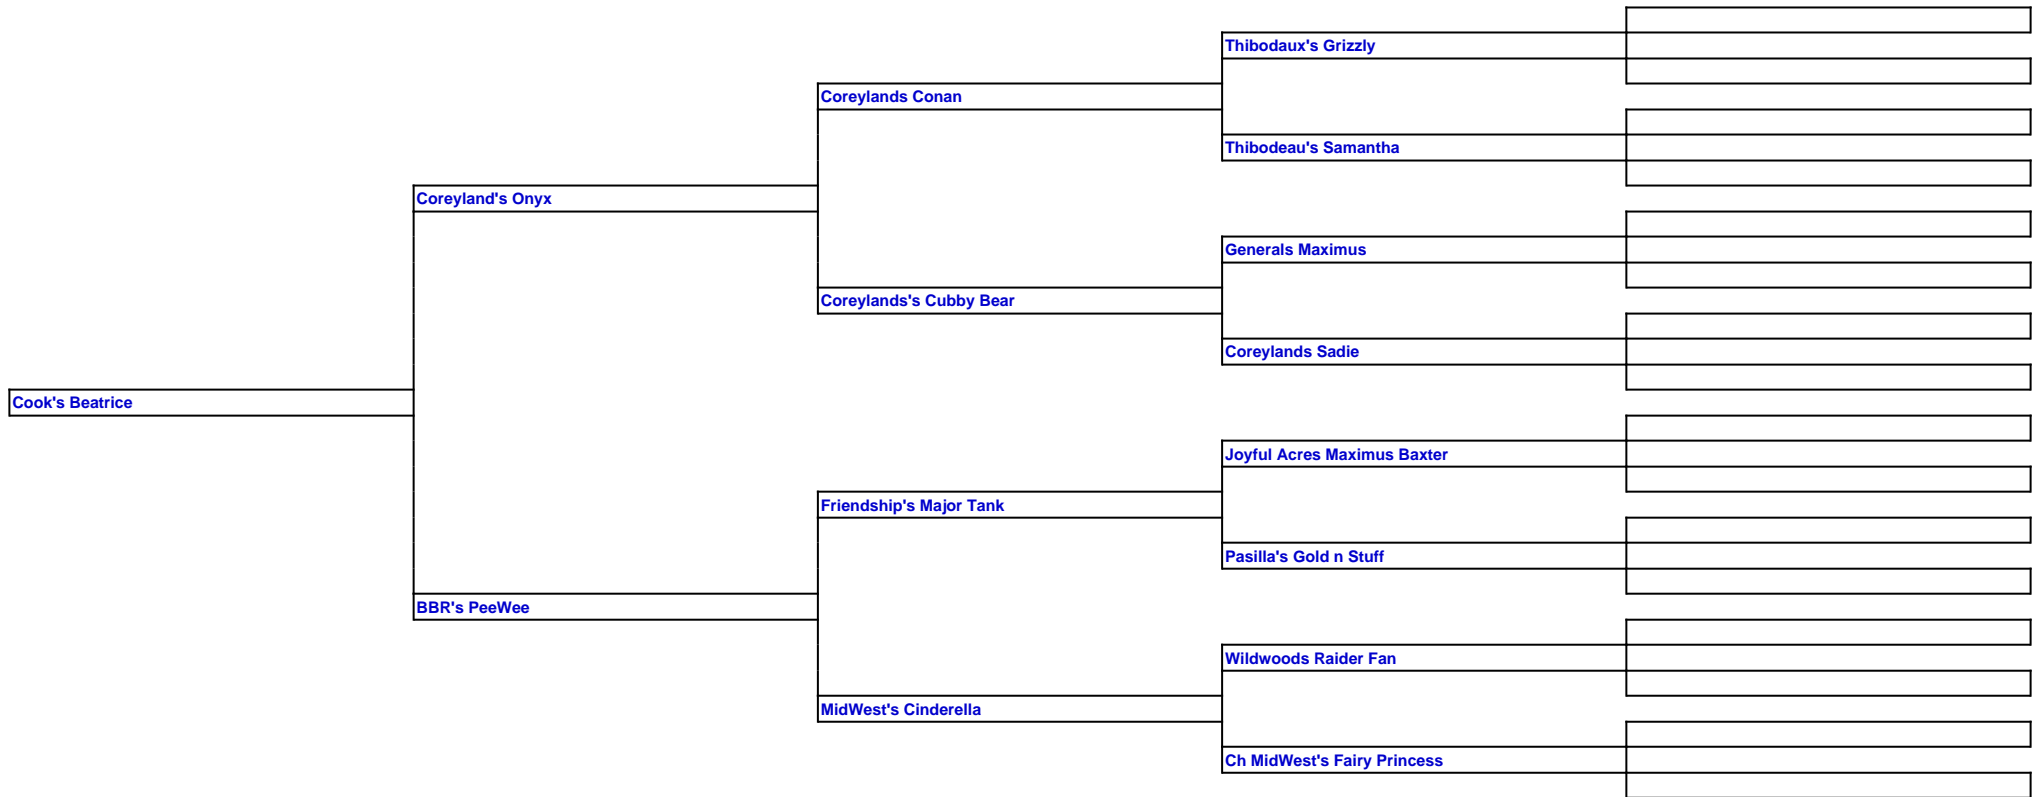 Thibodaux's Grizzly
Coreylands Conan
Thibodeau's Samantha
Coreyland's Onyx
Generals Maximus
Coreylands's Cubby Bear
Coreylands Sadie
Cook's Beatrice
Joyful Acres Maximus Baxter
Friendship's Major Tank
Pasilla's Gold n Stuff
BBR's PeeWee
Wildwoods Raider Fan
MidWest's Cinderella
Ch MidWest's Fairy Princess